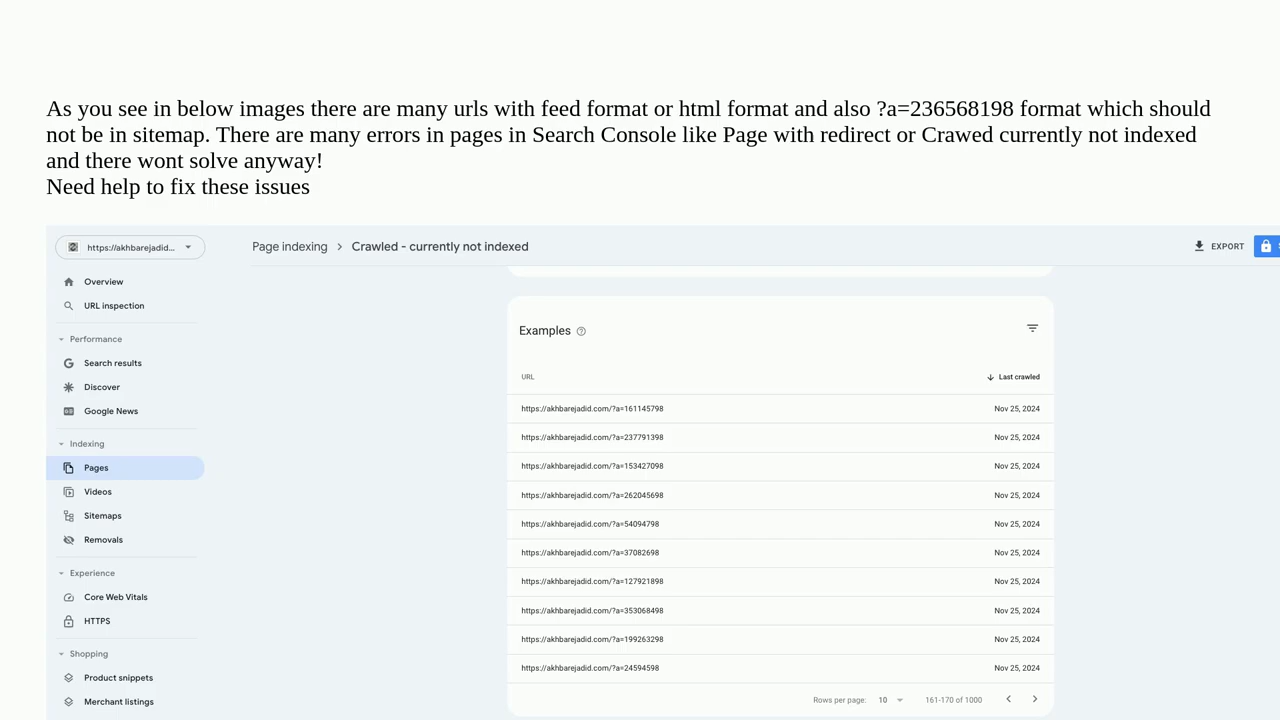 As you see in below images there are many urls with feed format or html format and also ?a=236568198 format which should
not be in sitemap. There are many errors in pages in Search Console like Page with redirect or Crawed currently not indexed
and there wont solve anyway!
Need help to fix these issues
https://akhbarejadid...
Page indexing > Crawled - currently not indexed
EXPORT
Overview
URL inspection
Performance
Search results
Discover
Google News
Indexing
Pages
Videos
Sitemaps
Removals
Experience
Core Web Vitals
HTTPS
Shopping
Product snippets
Merchant listings
Examples
URL Last crawled
https://akhbarejadid.com/?a=161145798 Nov 25, 2024
https://akhbarejadid.com/?a=237791398 Nov 25, 2024
https://akhbarejadid.com/?a=153427098 Nov 25, 2024
https://akhbarejadid.com/?a=262045698 Nov 25, 2024
https://akhbarejadid.com/?a=54094798 Nov 25, 2024
https://akhbarejadid.com/?a=37082698 Nov 25, 2024
https://akhbarejadid.com/?a=127921898 Nov 25, 2024
https://akhbarejadid.com/?a=353068498 Nov 25, 2024
https://akhbarejadid.com/?a=199263298 Nov 25, 2024
https://akhbarejadid.com/?a=24594598 Nov 25, 2024
Rows per page: 10 161-170 of 1000